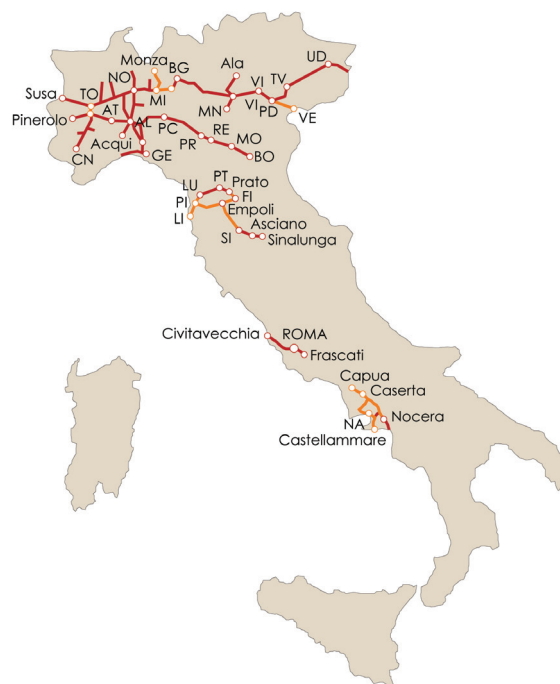 Monza
BG
Ala
UD
NO
VI
TV
Susa
TO
MI
AT
MN
VI
PD
VE
Pinerolo
AL
PC
RE
MO
Acqui
PR
BO
CN
GE
PT
LU
Prato
PI
FI
LI
Empoli
Asciano
SI
Sinalunga
Civitavecchia
ROMA
Frascati
Capua
Caserta
NA
Nocera
Castellammare